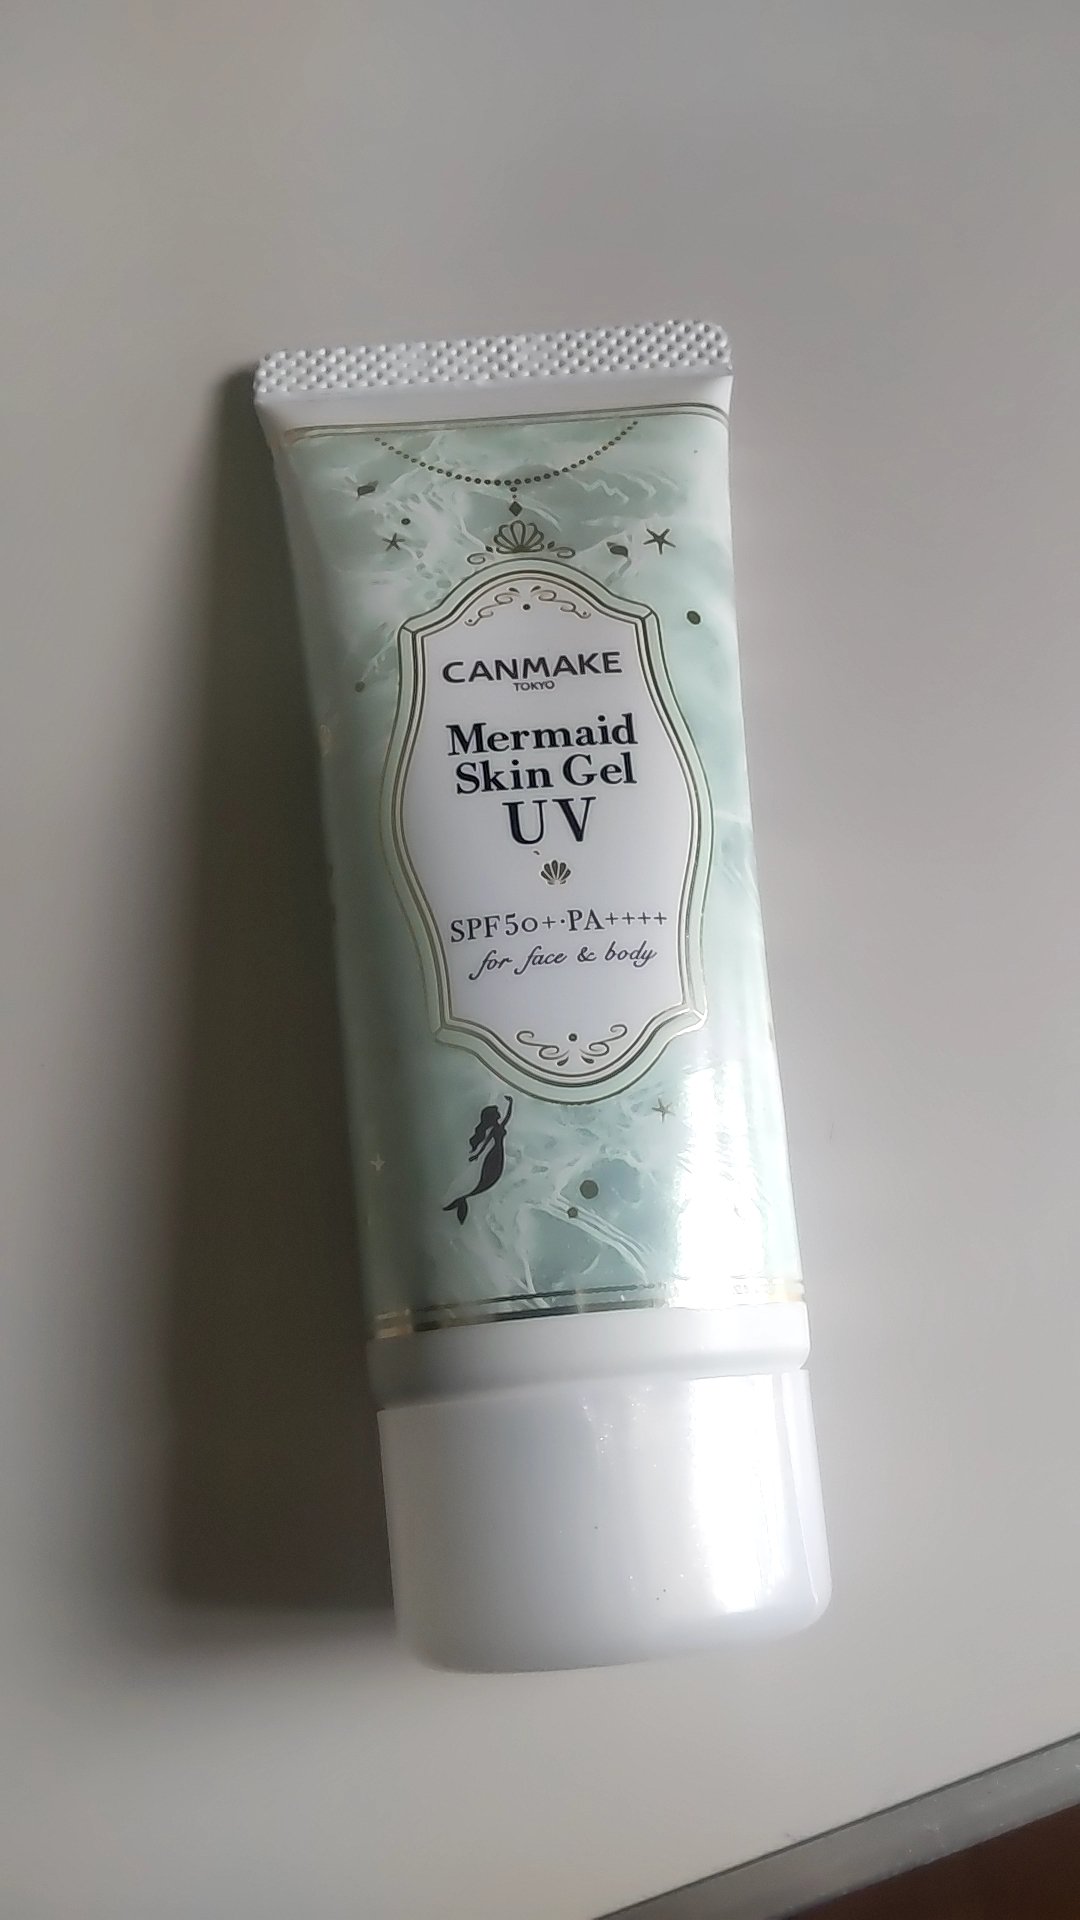 CANMAKE
TOKYO
Mermaid
Skin Gel
UV
SPF50+·PA++++
for face & body